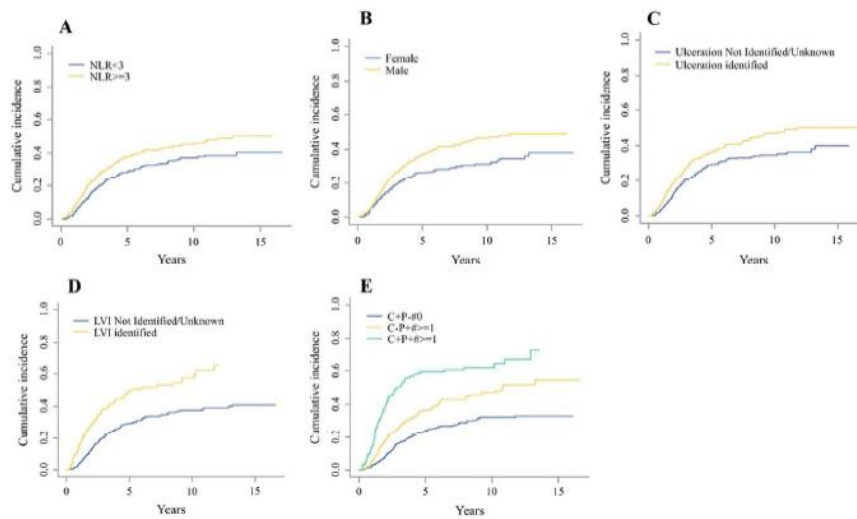 A
NLR<3
NLR>=3
Cumulative incidence
0.0 0.2 0.4 0.6 0.8 1.0
0 5 10 15
Years
B
Female
Male
Cumulative incidence
0.0 0.2 0.4 0.6 0.8 1.0
0 5 10 15
Years
C
Ulceration Not Identified/Unknown
Ulceration identified
Cumulative incidence
0.0 0.2 0.4 0.6 0.8 1.0
0 5 10 15
Years
D
LVI Not Identified/Unknown
LVI identified
Cumulative incidence
0.0 0.2 0.4 0.6 0.8 1.0
0 5 10 15
Years
E
C+P-#0
C-P+#>=1
C+P+#>=1
Cumulative incidence
0.0 0.2 0.4 0.6 0.8 1.0
0 5 10 15
Years